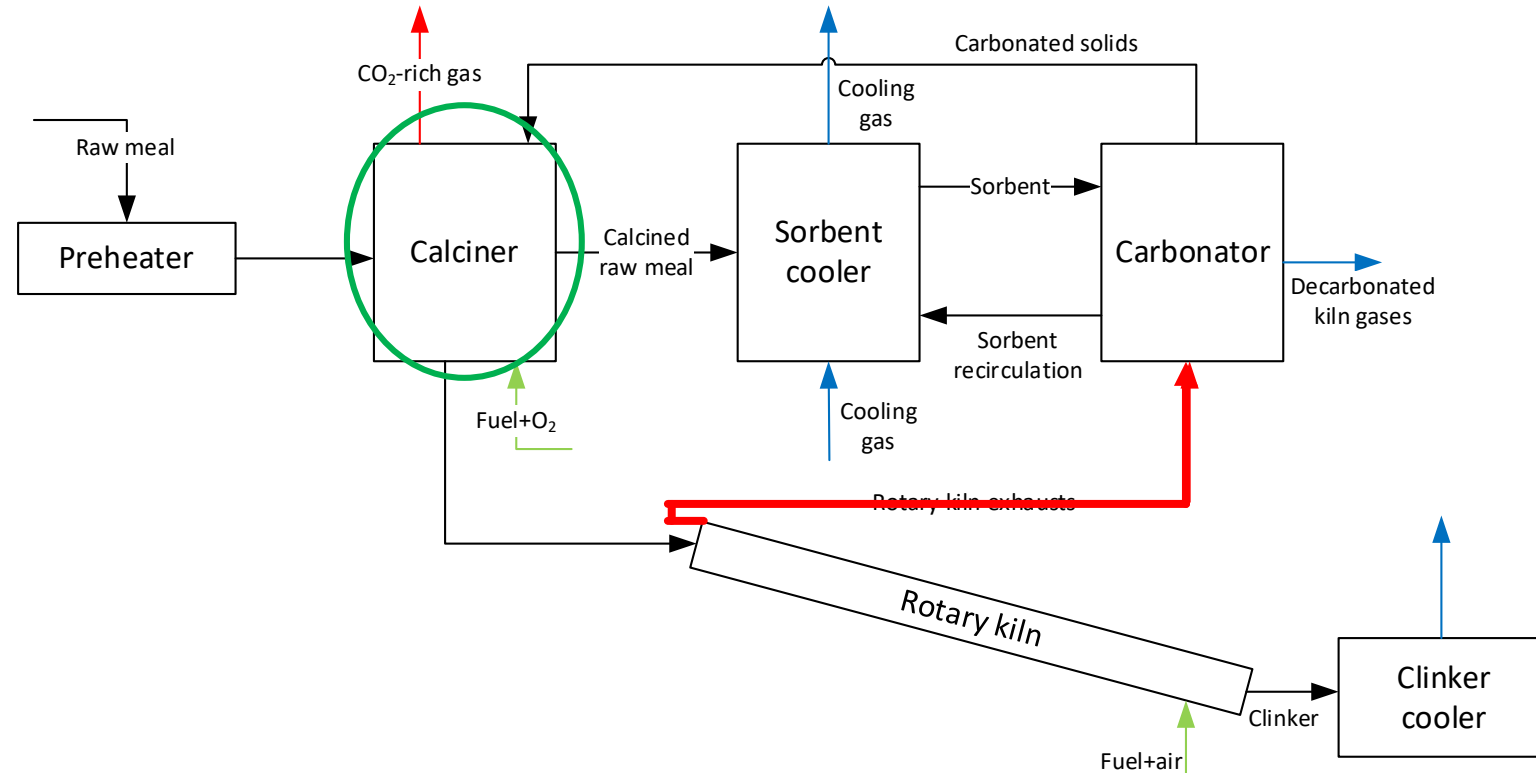 Carbonated solids
CO₂-rich gas
Cooling
gas
Raw meal
Preheater
Calciner
Calcined
raw meal
Sorbent
cooler
Sorbent
Carbonator
Decarbonated
kiln gases
Sorbent
recirculation
Fuel+O₂
Cooling
gas
Rotary kiln exhausts
Rotary kiln
Clinker
Clinker
cooler
Fuel+air